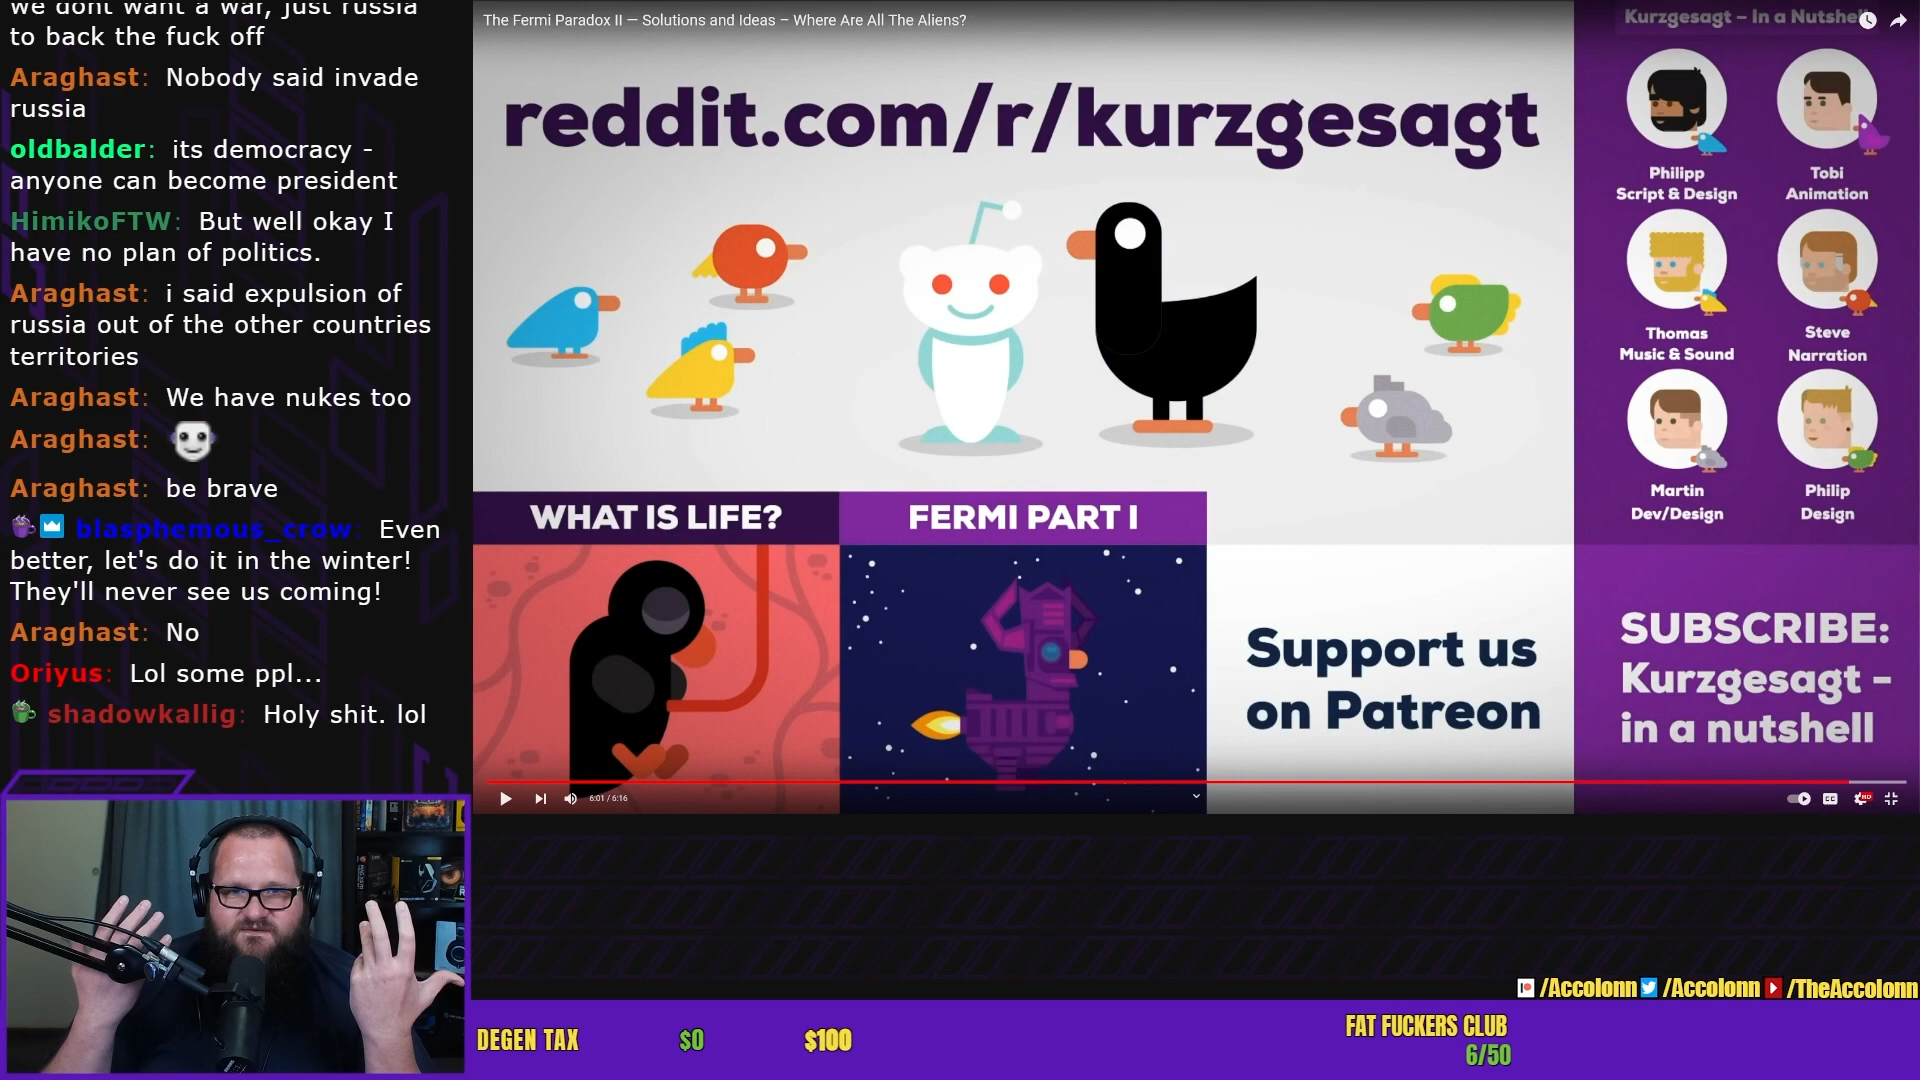 we dont want a war, just russia
to back the fuck off
Araghast: Nobody said invade
russia
oldbalder: its democracy -
anyone can become president
HimikoFTW: But well okay I
have no plan of politics.
Araghast: i said expulsion of
russia out of the other countries
territories
Araghast: We have nukes too
Araghast:
Araghast: be brave
blasphemous_crow: Even
better, let's do it in the winter!
They'll never see us coming!
Araghast: No
Oriyus: Lol some ppl...
shadowkallig: Holy shit. lol
The Fermi Paradox II — Solutions and Ideas – Where Are All The Aliens?
reddit.com/r/kurzgesagt
WHAT IS LIFE?
FERMI PART I
Support us
on Patreon
6:01 / 6:16
Kurzgesagt – In a Nutshell
Philipp
Script & Design
Tobi
Animation
Thomas
Music & Sound
Steve
Narration
Martin
Dev/Design
Philip
Design
SUBSCRIBE:
Kurzgesagt -
in a nutshell
CC
HD
/Accolonn /Accolonn /TheAccolonn
DEGEN TAX $0 $100
FAT FUCKERS CLUB
6/50